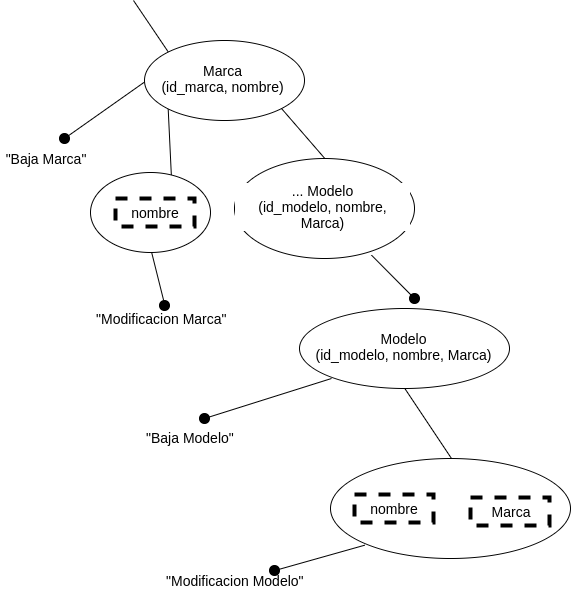 Marca
(id_marca, nombre)
"Baja Marca"
nombre
... Modelo
(id_modelo, nombre,
Marca)
"Modificacion Marca"
Modelo
(id_modelo, nombre, Marca)
"Baja Modelo"
nombre
Marca
"Modificacion Modelo"